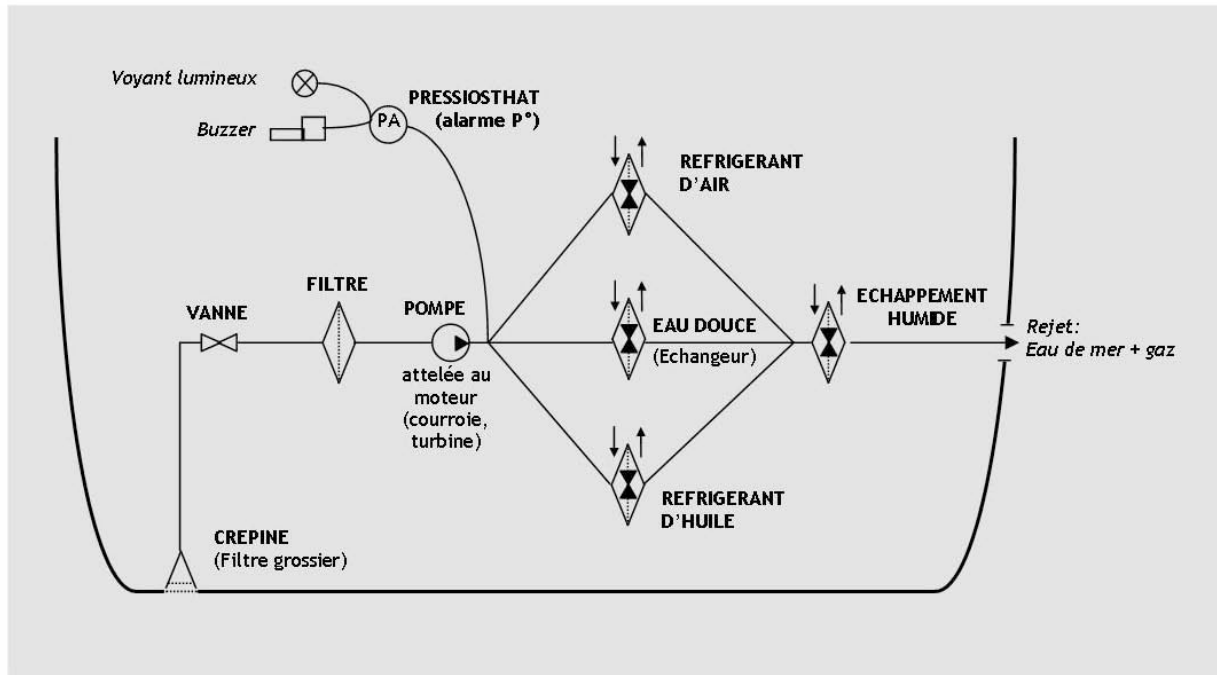 Voyant lumineux
PRESSIOSTHAT
(alarme P°)
PA
Buzzer
REFRIGERANT
D'AIR
FILTRE
VANNE
POMPE
EAU DOUCE
(Echangeur)
ECHAPPEMENT
HUMIDE
Rejet:
Eau de mer + gaz
attelée au
moteur
(courroie,
turbine)
REFRIGERANT
D'HUILE
CREPINE
(Filtre grossier)